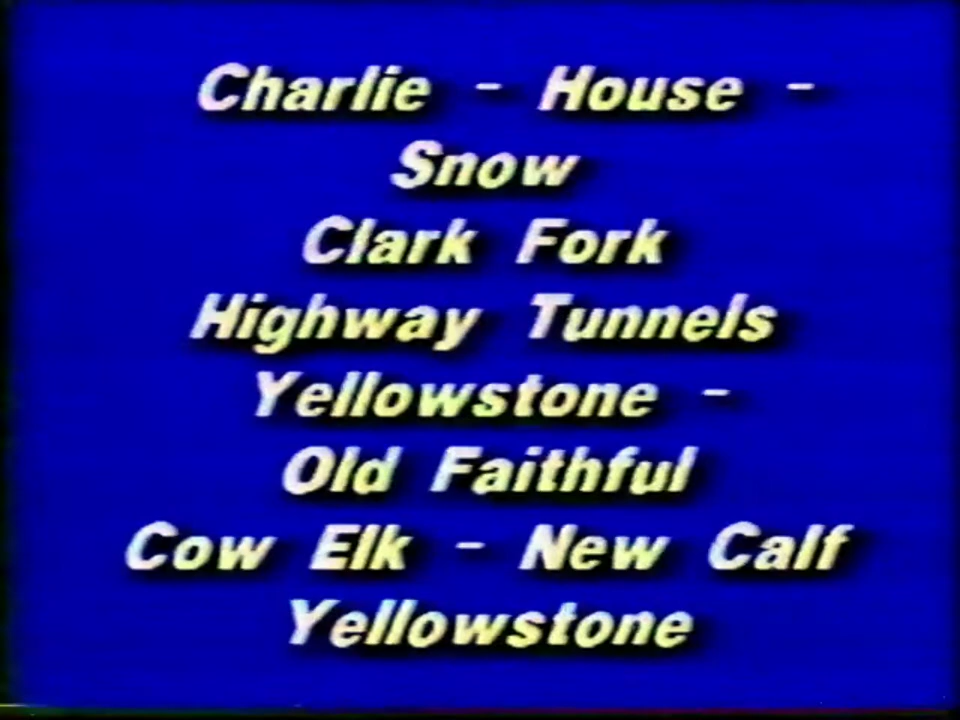 Charlie - House -
Snow
Clark Fork
Highway Tunnels
Yellowstone -
Old Faithful
Cow Elk - New Calf
Yellowstone